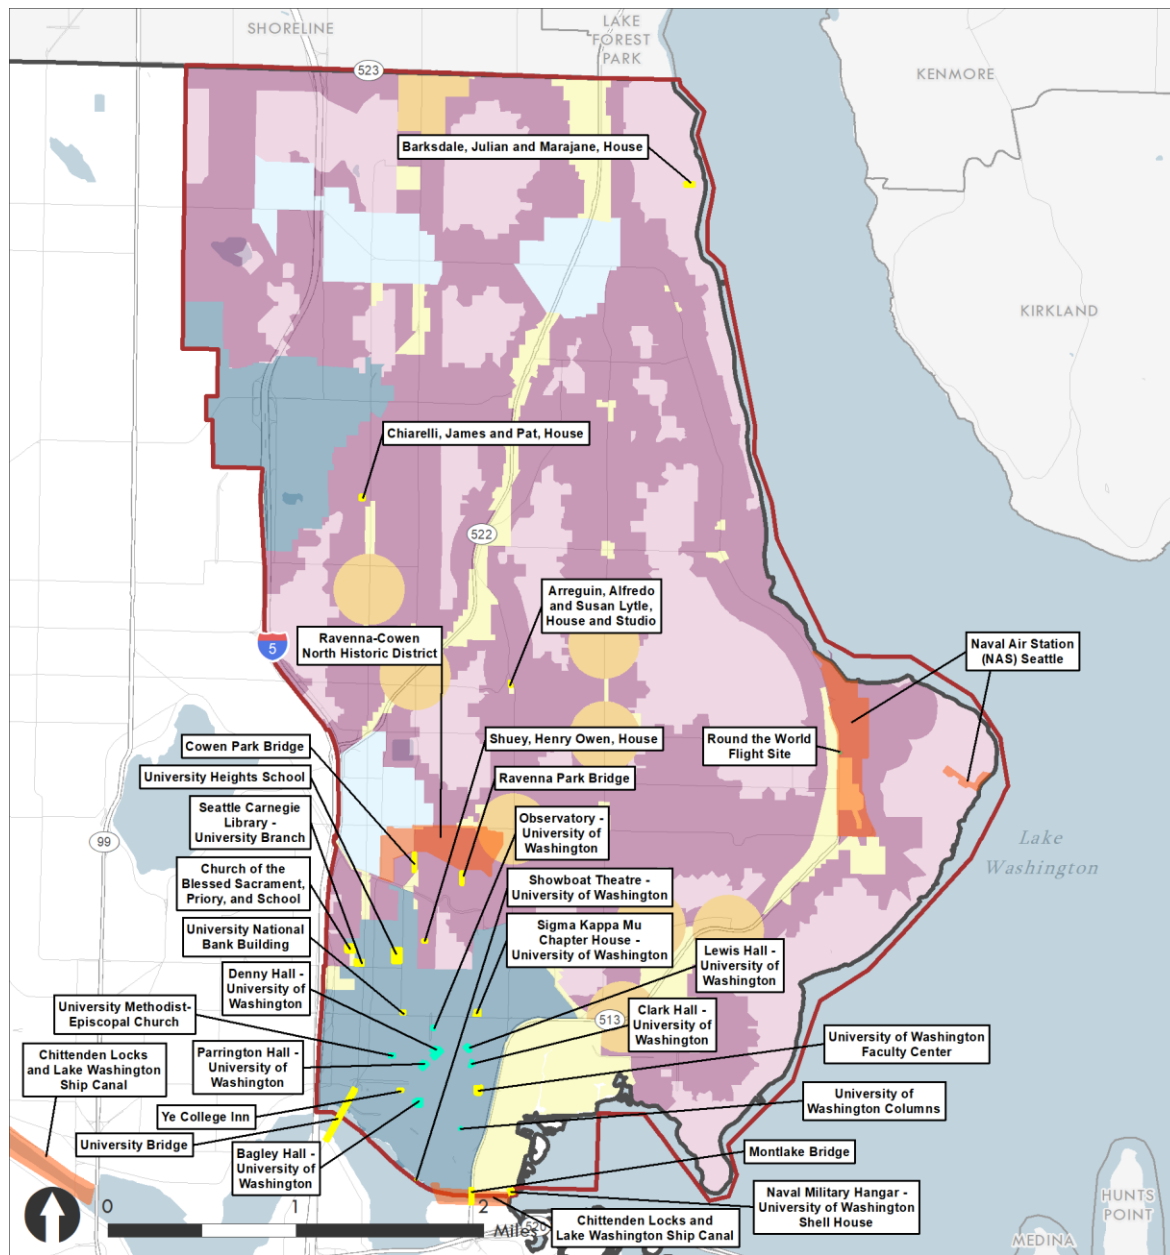 SHORELINE
LAKE
FOREST
PARK
523
KENMORE
Barksdale, Julian and Marajane, House
KIRKLAND
Chiarelli, James and Pat, House
522
Arreguin, Alfredo
and Susan Lytle,
House and Studio
Ravenna-Cowen
North Historic District
5
Naval Air Station
(NAS) Seattle
Cowen Park Bridge
Shuey, Henry Owen, House
Round the World
Flight Site
University Heights School
Ravenna Park Bridge
Seattle Carnegie
Library -
University Branch
Observatory -
University of
Washington
99
Lake
Washington
Church of the
Blessed Sacrament,
Priory, and School
Showboat Theatre -
University of Washington
University National
Bank Building
Sigma Kappa Mu
Chapter House -
University of Washington
Lewis Hall -
University of
Washington
Denny Hall -
University of
Washington
University Methodist-
Episcopal Church
513
Clark Hall -
University of
Washington
University of Washington
Faculty Center
Chittenden Locks
and Lake Washington
Ship Canal
Parrington Hall -
University of
Washington
University of
Washington Columns
Ye College Inn
University Bridge
Bagley Hall -
University of
Washington
Montlake Bridge
Naval Military Hangar -
University of Washington
Shell House
Chittenden Locks and
Lake Washington Ship Canal
HUNTS
POINT
0
1
2
Miles
520
MEDINA